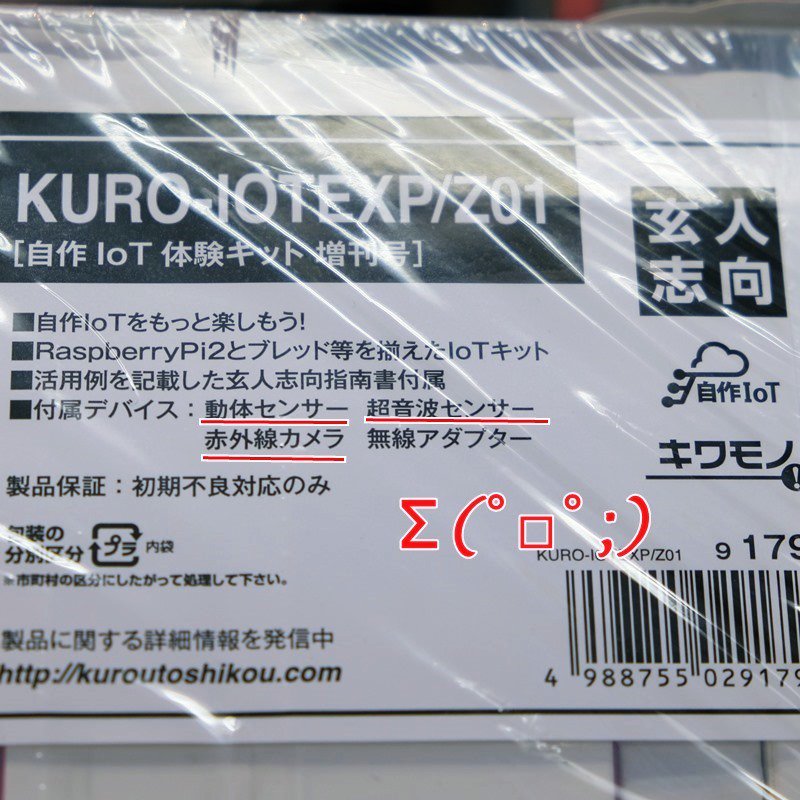 KURO-IOTEXP/Z01
[自作 IoT 体験キット 増刊号]
玄人
志向
■自作IoTをもっと楽しもう!
■RaspberryPi2とブレッド等を揃えたIoTキット
■活用例を記載した玄人志向指南書付属
■付属デバイス：動体センサー 超音波センサー
赤外線カメラ 無線アダプター
自作IoT
キワモノ
製品保証：初期不良対応のみ
Σ(ﾟロﾟ;)
包装の
分別区分
プラ
内袋
※市町村の区分にしたがって処理して下さい。
KURO-IOTEXP/Z01
9 179
製品に関する詳細情報を発信中
http://kuroutoshikou.com
4 988755 029179